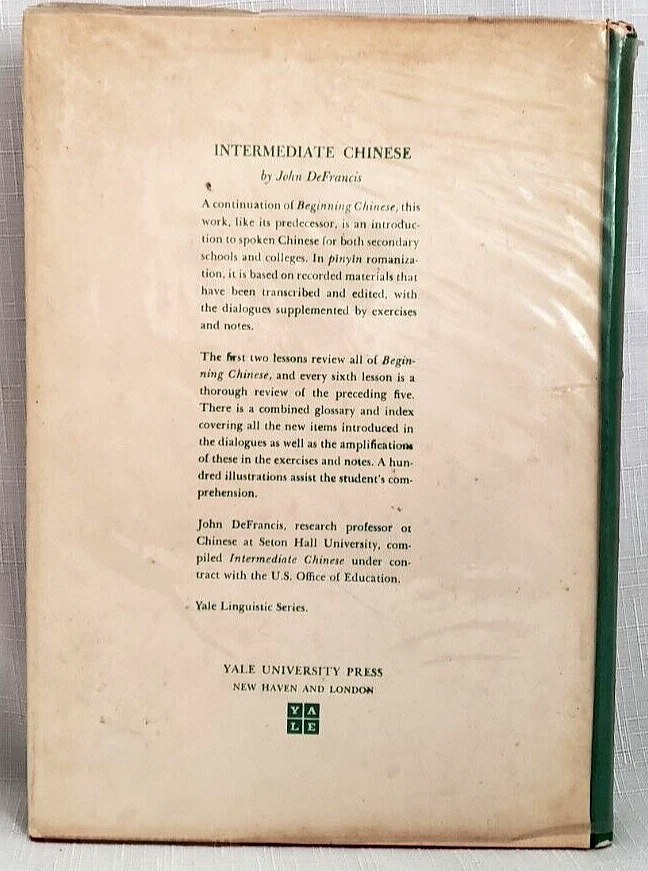 INTERMEDIATE CHINESE
by John DeFrancis
A continuation of Beginning Chinese, this
work, like its predecessor, is an introduc-
tion to spoken Chinese for both secondary
schools and colleges. In pinyin romaniza-
tion, it is based on recorded materials that
have been transcribed and edited, with
the dialogues supplemented by exercises
and notes.
The first two lessons review all of Begin-
ning Chinese, and every sixth lesson is a
thorough review of the preceding five.
There is a combined glossary and index
covering all the new items introduced in
the dialogues as well as the amplifications
of these in the exercises and notes. A hun-
dred illustrations assist the student's com-
prehension.
John DeFrancis, research professor of
Chinese at Seton Hall University, com-
piled Intermediate Chinese under con-
tract with the U.S. Office of Education.
Yale Linguistic Series.
YALE UNIVERSITY PRESS
NEW HAVEN AND LONDON
YA
LE